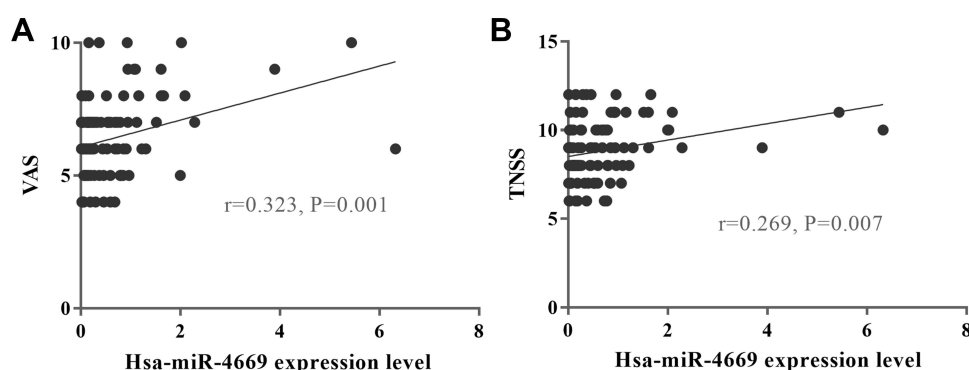 A
10
5
0
VAS
r=0.323, P=0.001
0 2 4 6 8
Hsa-miR-4669 expression level
B
15
10
5
0
TNSS
r=0.269, P=0.007
0 2 4 6 8
Hsa-miR-4669 expression level